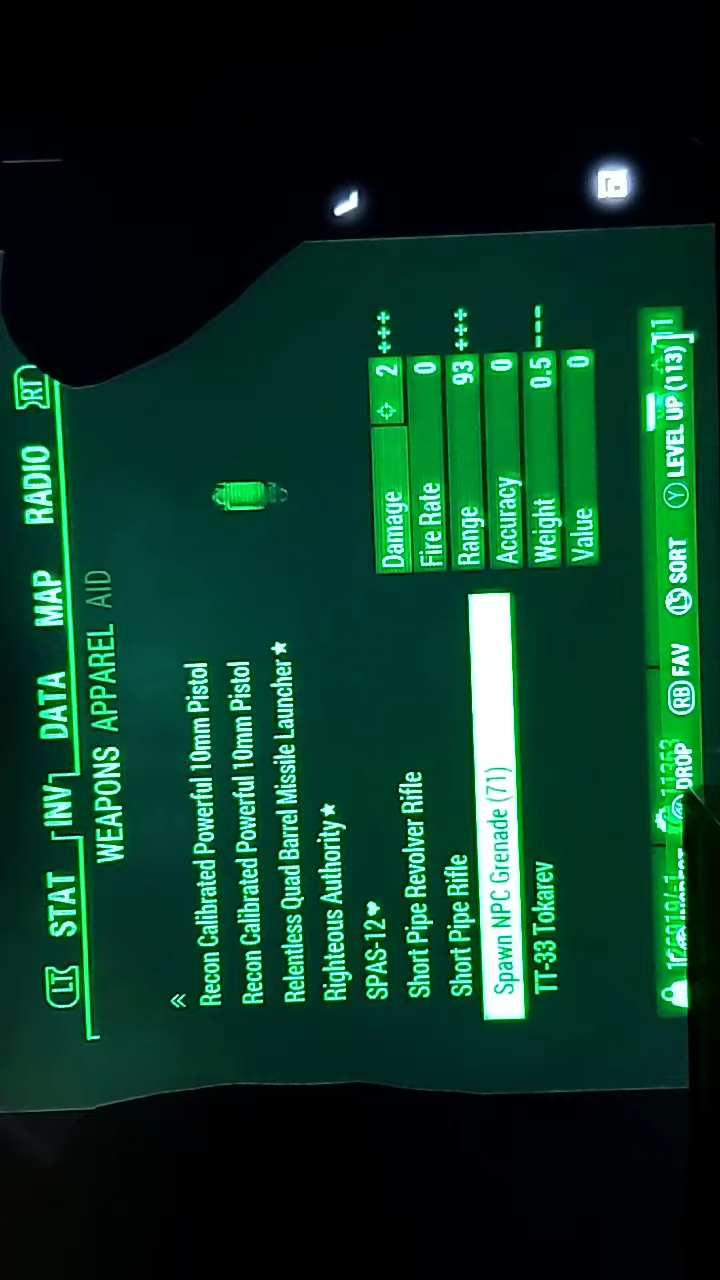 LT STAT INV DATA MAP RADIO RT
WEAPONS APPAREL AID
Recon Calibrated Powerful 10mm Pistol
Recon Calibrated Powerful 10mm Pistol
Relentless Quad Barrel Missile Launcher★
Righteous Authority★
SPAS-12♥
Short Pipe Revolver Rifle
Short Pipe Rifle
Spawn NPC Grenade (71)
TT-33 Tokarev
Damage 2 +++
Fire Rate 0
Range 93 +++
Accuracy 0
Weight 0.5 ---
Value 0
DROP RB FAV LS SORT Y LEVEL UP (113)